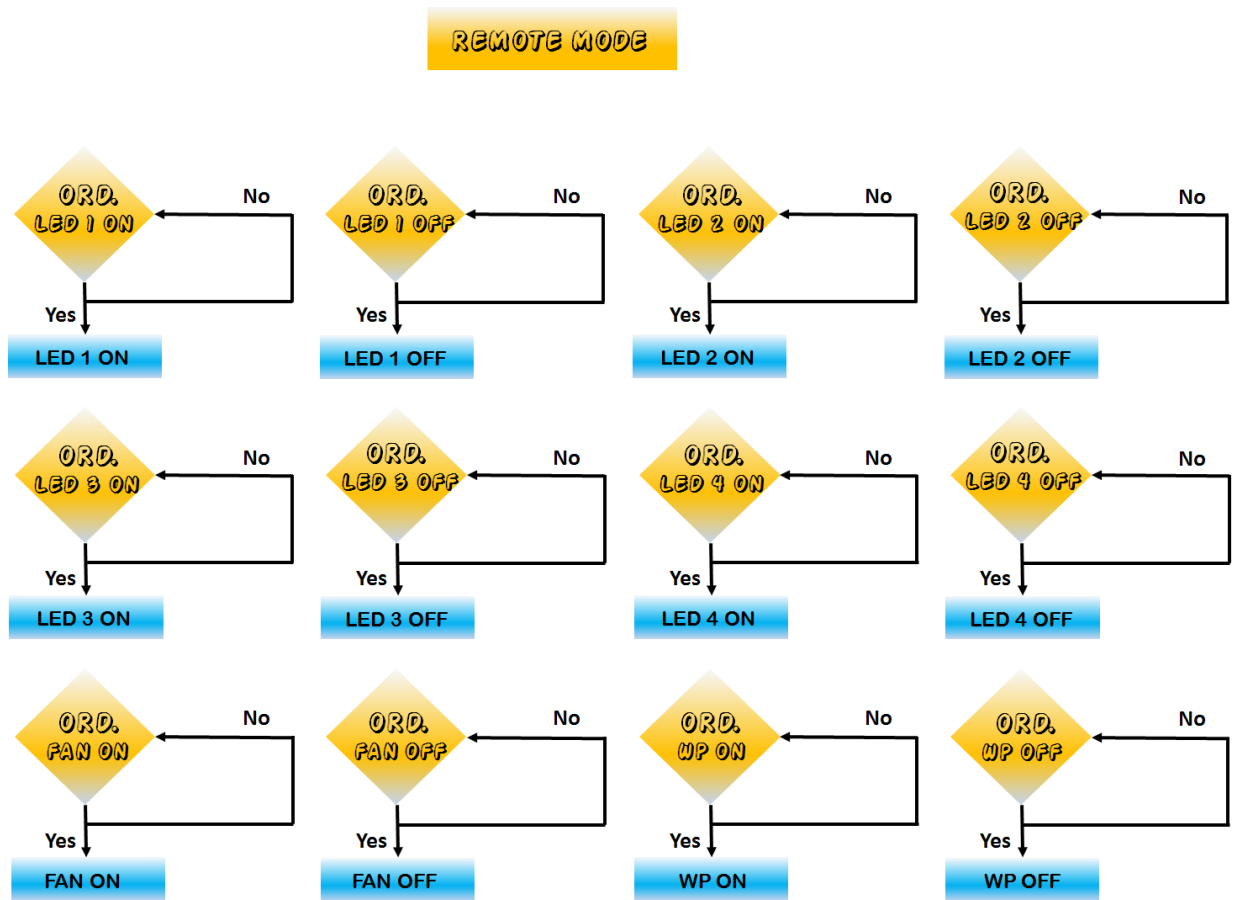 REMOTE MODE
ORD.
LED 1 ON
No
Yes
LED 1 ON
ORD.
LED 1 OFF
No
Yes
LED 1 OFF
ORD.
LED 2 ON
No
Yes
LED 2 ON
ORD.
LED 2 OFF
No
Yes
LED 2 OFF
ORD.
LED 3 ON
No
Yes
LED 3 ON
ORD.
LED 3 OFF
No
Yes
LED 3 OFF
ORD.
LED 4 ON
No
Yes
LED 4 ON
ORD.
LED 4 OFF
No
Yes
LED 4 OFF
ORD.
FAN ON
No
Yes
FAN ON
ORD.
FAN OFF
No
Yes
FAN OFF
ORD.
WP ON
No
Yes
WP ON
ORD.
WP OFF
No
Yes
WP OFF